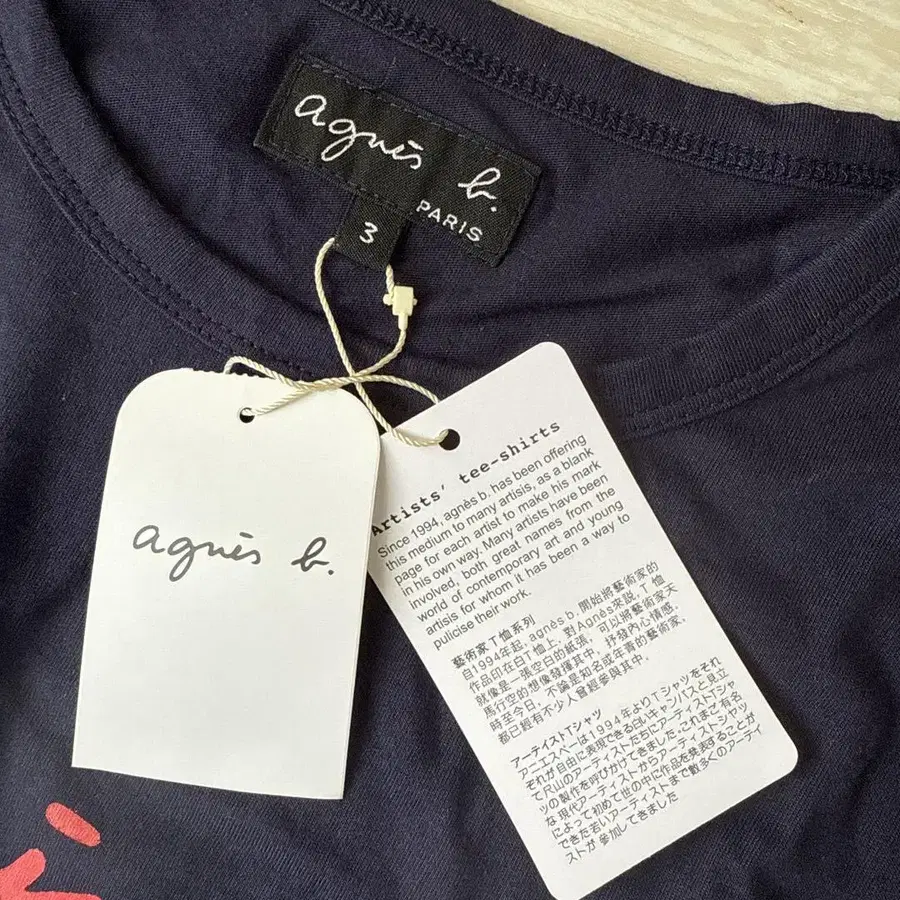 agnès b.
PARIS
3
agnès b.
Artists' tee-shirts
Since 1994, agnès b. has been offering
this medium to many artisis, as a blank
page for each artist to make his mark
in his own way. Many artists have been
involved, both great names from the
world of contemporary art and young
artisis for whom it has been a way to
pulicise their work.
藝術家T恤系列
自1994年起, agnès b. 開始將藝術家的
作品印在白T恤上, 對Agnès來説, T 恤
就像是一張空白的紙張, 可以將藝術家天
馬行空的想像發揮其中, 抒發內心情感,
時至今日, 不論是知名或年青的藝術家,
都已經有不少人曾經參與其中.
アーテイストTシャツ
アーエスペーは1994年よりTシャツをそれ
ぞれが自由に表現できる白いキャンパスと見立
て沢山のアーティストたちにアーティストTシャ
ツの製作を呼びかけてきました.これまご有名
な 現代アーティストからアーティストシャツ
によって初めて世の中に作品を発美することが
できた若いアーティストまで数多くのアーティ
ストが 参加してきました